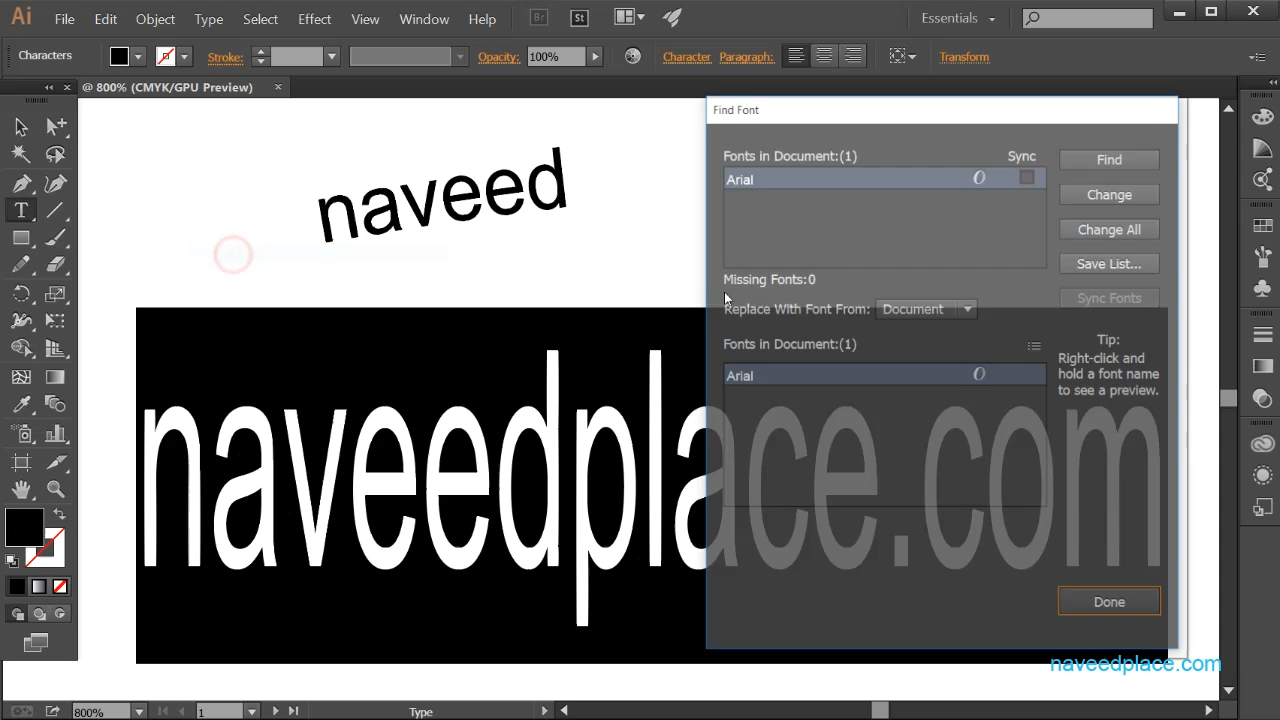 Ai File Edit Object Type Select Effect View Window Help Br St Essentials
Characters Stroke: Opacity: 100% Character Paragraph: Transform
@ 800% (CMYK/GPU Preview) ×
Find Font
Fonts in Document:(1) Sync
Arial
Find
Change
Change All
Save List...
Sync Fonts
Missing Fonts:0
Replace With Font From: Document
Fonts in Document:(1)
Arial
Tip:
Right-click and
hold a font name
to see a preview.
Done
naveed
naveedplace.com
naveedplace.com
800% 1 Type